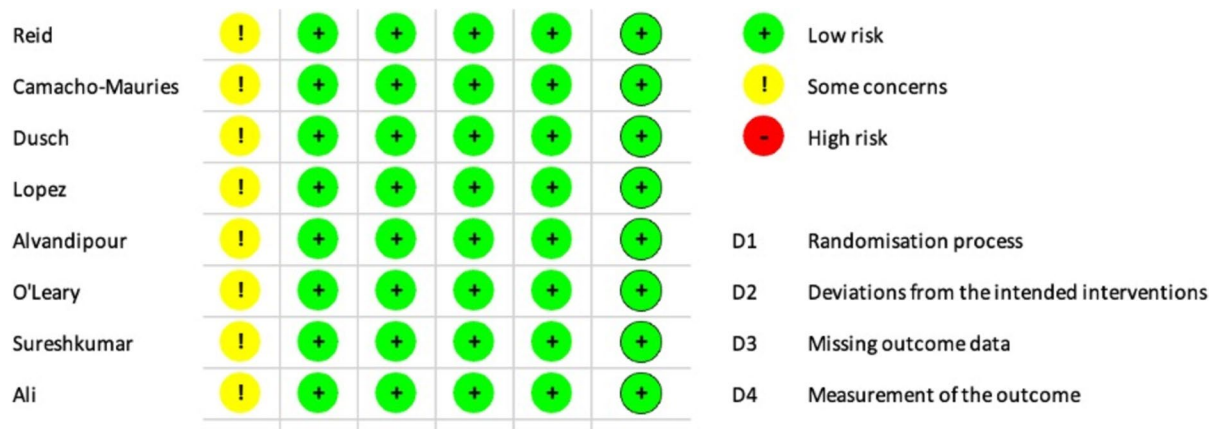 Reid ! + + + + + + Low risk
Camacho-Mauries ! + + + + + ! Some concerns
Dusch ! + + + + + - High risk
Lopez ! + + + + +
Alvandipour ! + + + + + D1 Randomisation process
O'Leary ! + + + + + D2 Deviations from the intended interventions
Sureshkumar ! + + + + + D3 Missing outcome data
Ali ! + + + + + D4 Measurement of the outcome